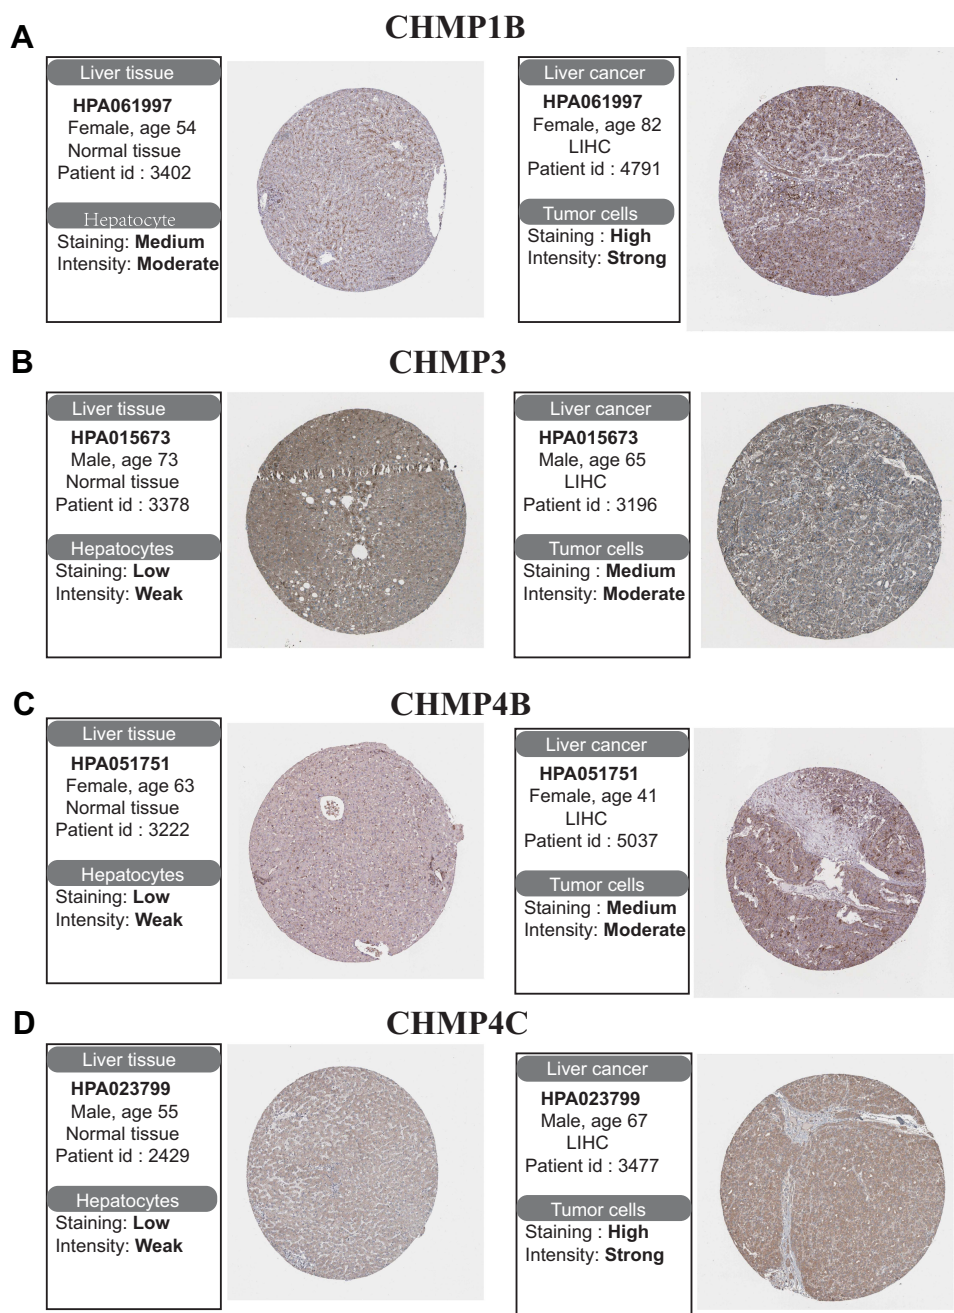 A
CHMP1B
Liver tissue
HPA061997
Female, age 54
Normal tissue
Patient id : 3402
Hepatocyte
Staining: Medium
Intensity: Moderate
Liver cancer
HPA061997
Female, age 82
LIHC
Patient id : 4791
Tumor cells
Staining : High
Intensity: Strong
B
CHMP3
Liver tissue
HPA015673
Male, age 73
Normal tissue
Patient id : 3378
Hepatocytes
Staining: Low
Intensity: Weak
Liver cancer
HPA015673
Male, age 65
LIHC
Patient id : 3196
Tumor cells
Staining : Medium
Intensity: Moderate
C
CHMP4B
Liver tissue
HPA051751
Female, age 63
Normal tissue
Patient id : 3222
Hepatocytes
Staining: Low
Intensity: Weak
Liver cancer
HPA051751
Female, age 41
LIHC
Patient id : 5037
Tumor cells
Staining : Medium
Intensity: Moderate
D
CHMP4C
Liver tissue
HPA023799
Male, age 55
Normal tissue
Patient id : 2429
Hepatocytes
Staining: Low
Intensity: Weak
Liver cancer
HPA023799
Male, age 67
LIHC
Patient id : 3477
Tumor cells
Staining : High
Intensity: Strong